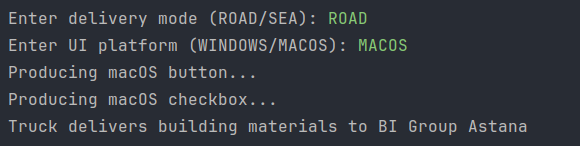 Enter delivery mode (ROAD/SEA): ROAD
Enter UI platform (WINDOWS/MACOS): MACOS
Producing macOS button...
Producing macOS checkbox...
Truck delivers building materials to BI Group Astana